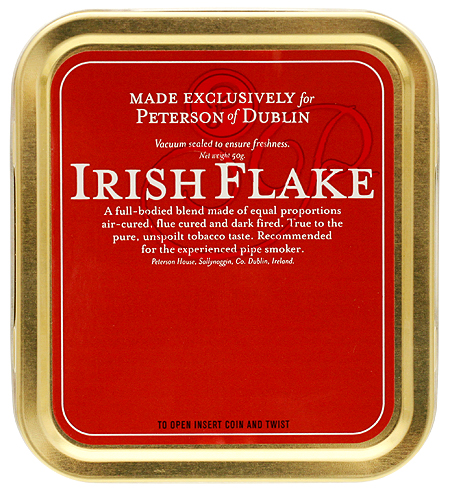 MADE EXCLUSIVELY for
PETERSON of DUBLIN
Vacuum sealed to ensure freshness.
Net weight 50g.
IRISH FLAKE
A full-bodied blend made of equal proportions
air-cured, flue cured and dark fired. True to the
pure, unspoilt tobacco taste. Recommended
for the experienced pipe smoker.
Peterson House, Sallynoggin, Co. Dublin, Ireland.
TO OPEN INSERT COIN AND TWIST